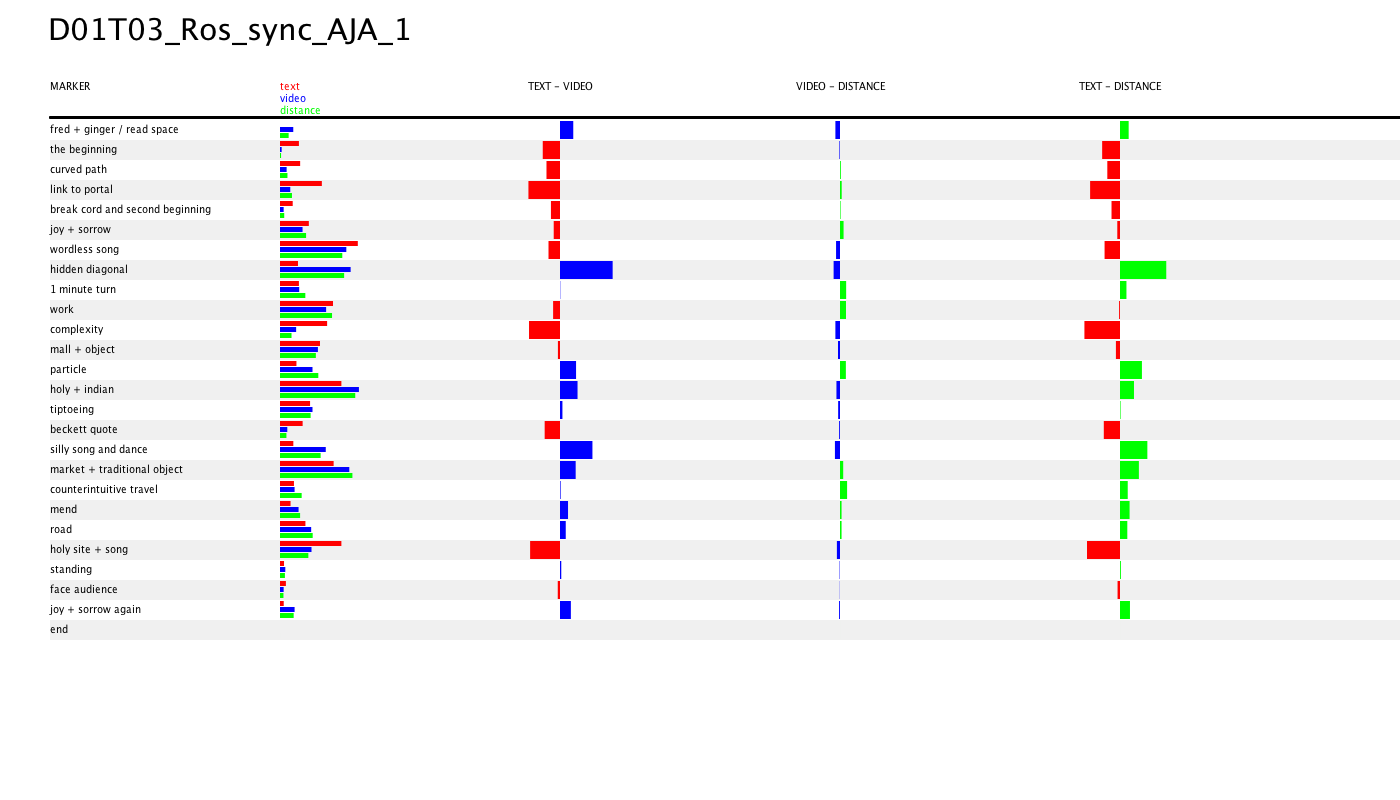 D01T03_Ros_sync_AJA_1
MARKER
text
video
distance
TEXT – VIDEO
VIDEO – DISTANCE
TEXT – DISTANCE
fred + ginger / read space
the beginning
curved path
link to portal
break cord and second beginning
joy + sorrow
wordless song
hidden diagonal
1 minute turn
work
complexity
mall + object
particle
holy + indian
tiptoeing
beckett quote
silly song and dance
market + traditional object
counterintuitive travel
mend
road
holy site + song
standing
face audience
joy + sorrow again
end